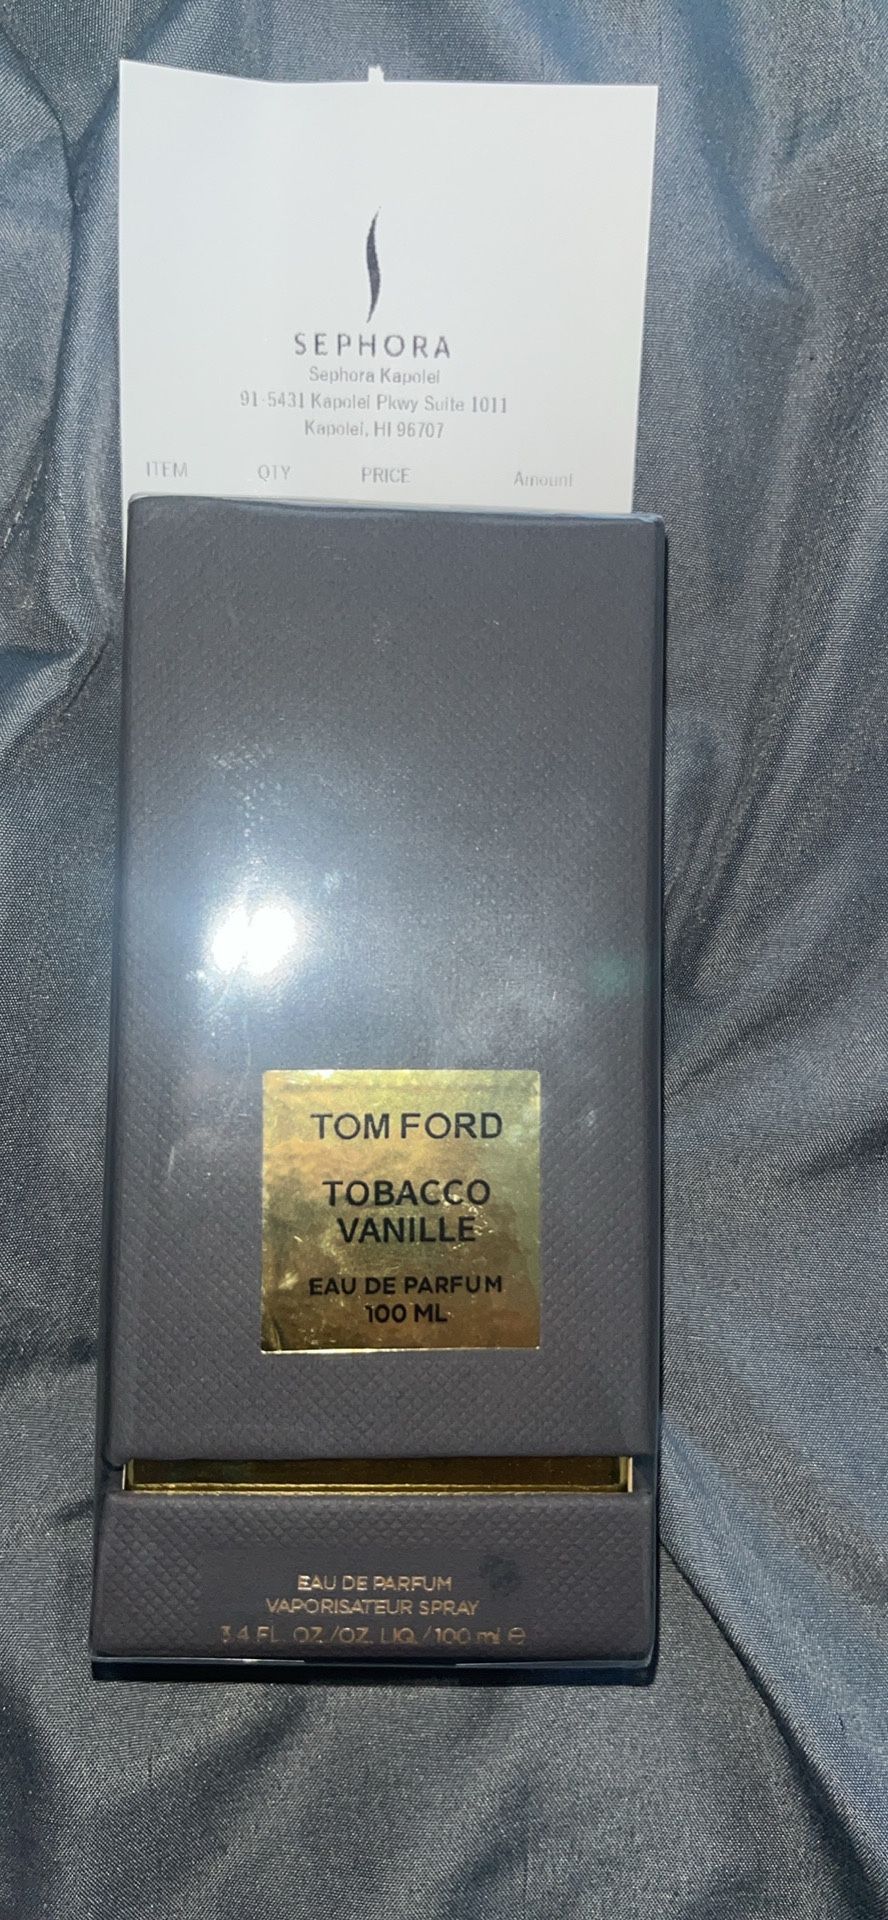 SEPHORA
Sephora Kapolei
91-5431 Kapolei Pkwy Suite 1011
Kapolei, HI 96707
ITEM QTY PRICE Amount
TOM FORD
TOBACCO
VANILLE
EAU DE PARFUM
100 ML
EAU DE PARFUM
VAPORISATEUR SPRAY
3.4 FL. OZ./OZ. LIQ./100 ml e